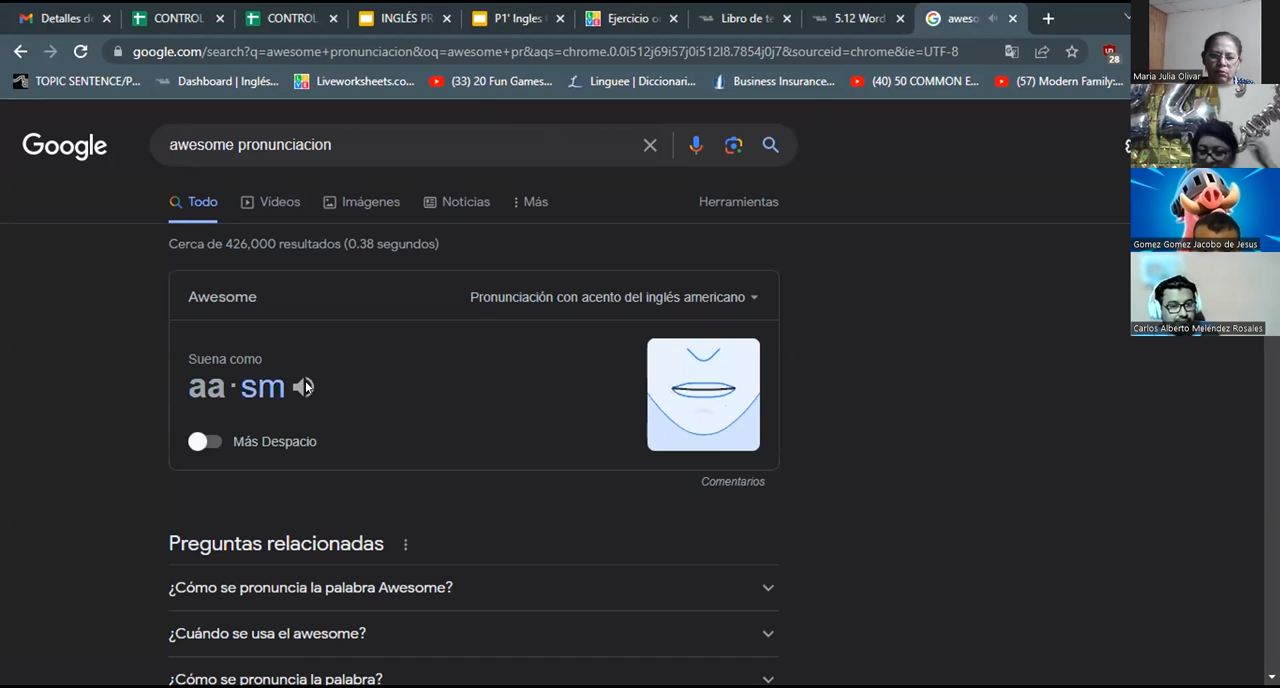 Detalles de
CONTROL
CONTROL
INGLÉS PR
P1' Ingles
Ejercicio o
Libro de te
5.12 Word
aweso
google.com/search?q=awesome+pronunciacion&oq=awesome+pr&aqs=chrome.0.0i512j69i57j0i512l8.7854j0j7&sourceid=chrome&ie=UTF-8
28
TOPIC SENTENCE/P...
Dashboard | Inglés...
Liveworksheets.co...
(33) 20 Fun Games...
Linguee | Diccionari...
Business Insurance...
(40) 50 COMMON E...
(57) Modern Family:...
Maria Julia Olivar
Google
awesome pronunciacion
Todo
Vídeos
Imágenes
Noticias
Más
Herramientas
Gomez Gomez Jacobo de Jesus
Cerca de 426,000 resultados (0.38 segundos)
Awesome
Pronunciación con acento del inglés americano
Carlos Alberto Meléndez Rosales
Suena como
aa · sm
Más Despacio
Comentarios
Preguntas relacionadas
¿Cómo se pronuncia la palabra Awesome?
¿Cuándo se usa el awesome?
¿Cómo se pronuncia la palabra?